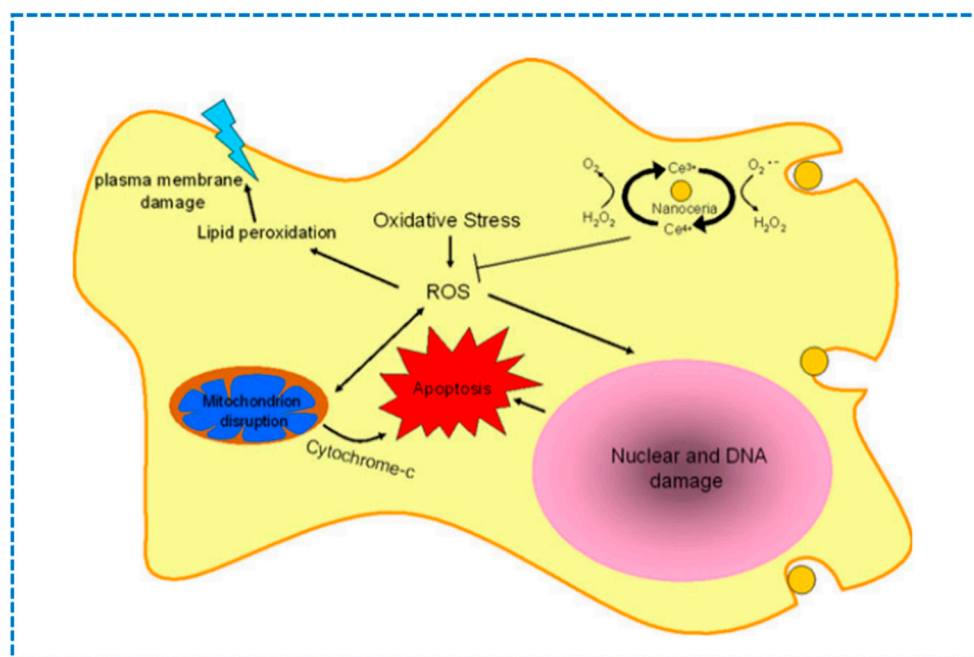 plasma membrane
damage
Lipid peroxidation
Oxidative Stress
ROS
O₂
H₂O₂
Ce³⁺
Nanoceria
Ce⁴⁺
O₂˙⁻
H₂O₂
Mitochondrion
disruption
Cytochrome-c
Apoptosis
Nuclear and DNA
damage